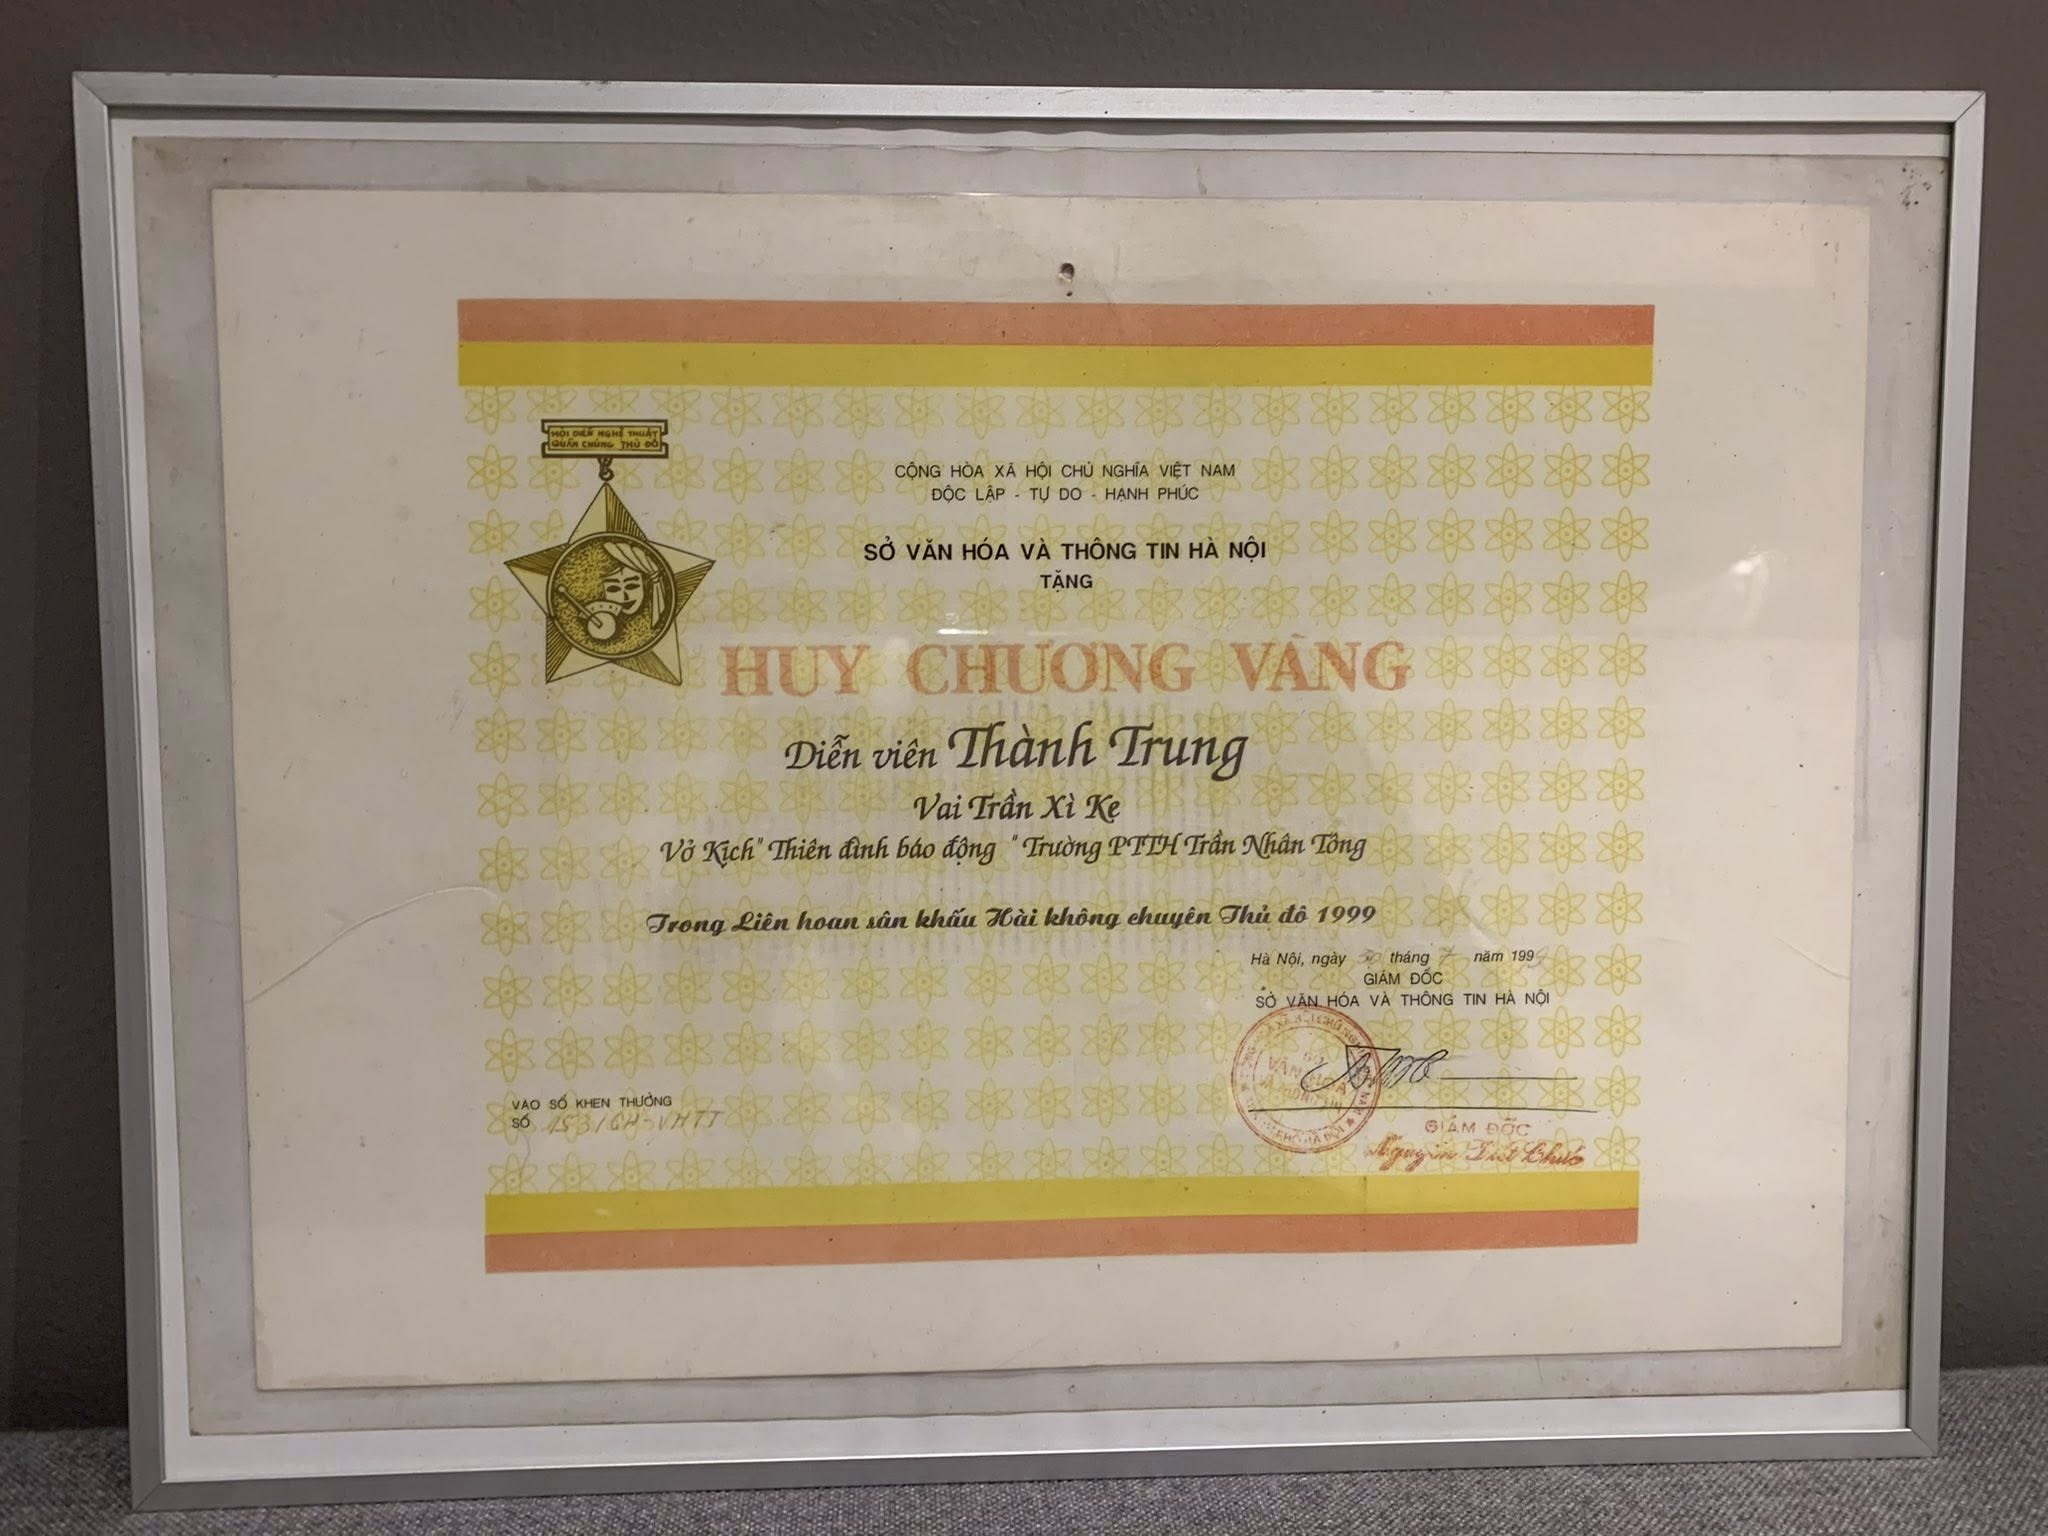 HỘI DIỄN NGHỆ THUẬT
QUẦN CHÚNG THỦ ĐÔ
CỘNG HÒA XÃ HỘI CHỦ NGHĨA VIỆT NAM
ĐỘC LẬP - TỰ DO - HẠNH PHÚC
SỞ VĂN HÓA VÀ THÔNG TIN HÀ NỘI
TẶNG
HUY CHƯƠNG VÀNG
Diễn viên Thành Trung
Vai Trần Xì Ke
Vở Kịch" Thiên đình báo động " Trường PTTH Trần Nhân Tông
Trong Liên hoan sân khấu Hài không chuyên Thủ đô 1999
Hà Nội, ngày 30 tháng 7 năm 1999
GIÁM ĐỐC
SỞ VĂN HÓA VÀ THÔNG TIN HÀ NỘI
VÀO SỔ KHEN THƯỞNG
SỐ
GIÁM ĐỐC
Nguyễn Viết Chức